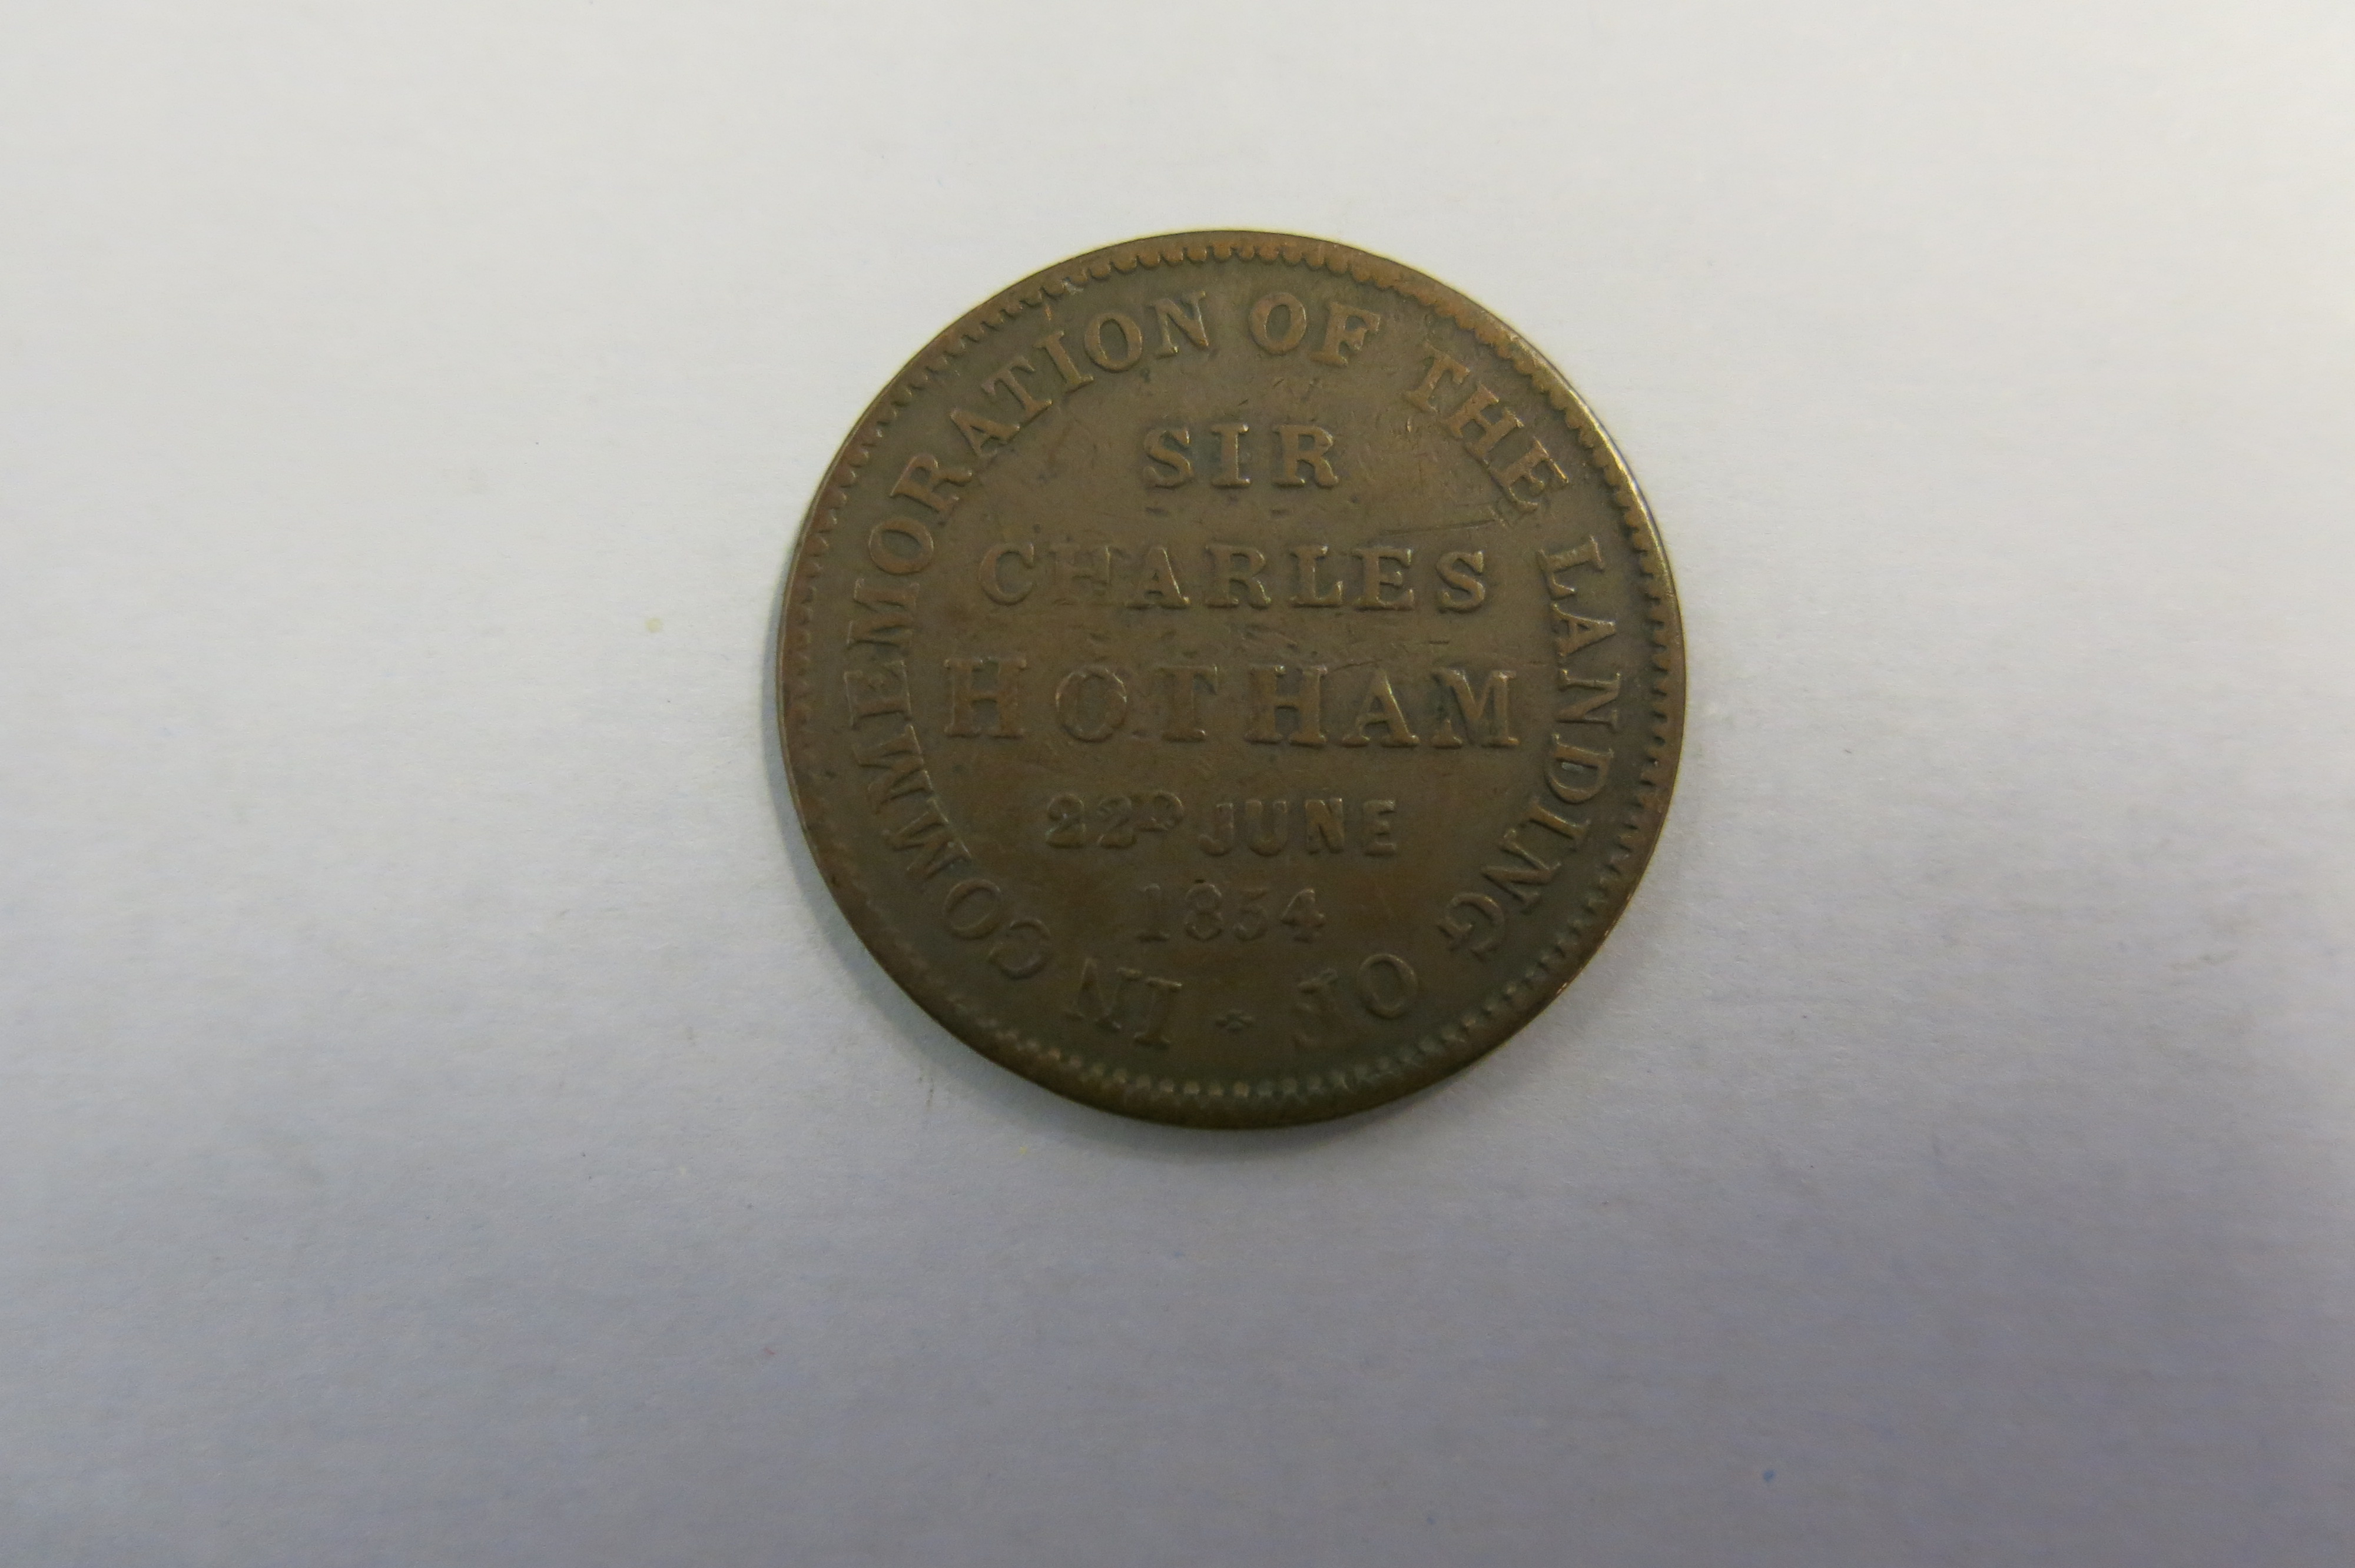 IN COMMEMORATION OF THE LANDING OF
SIR
CHARLES
HOTHAM
22D JUNE
1854